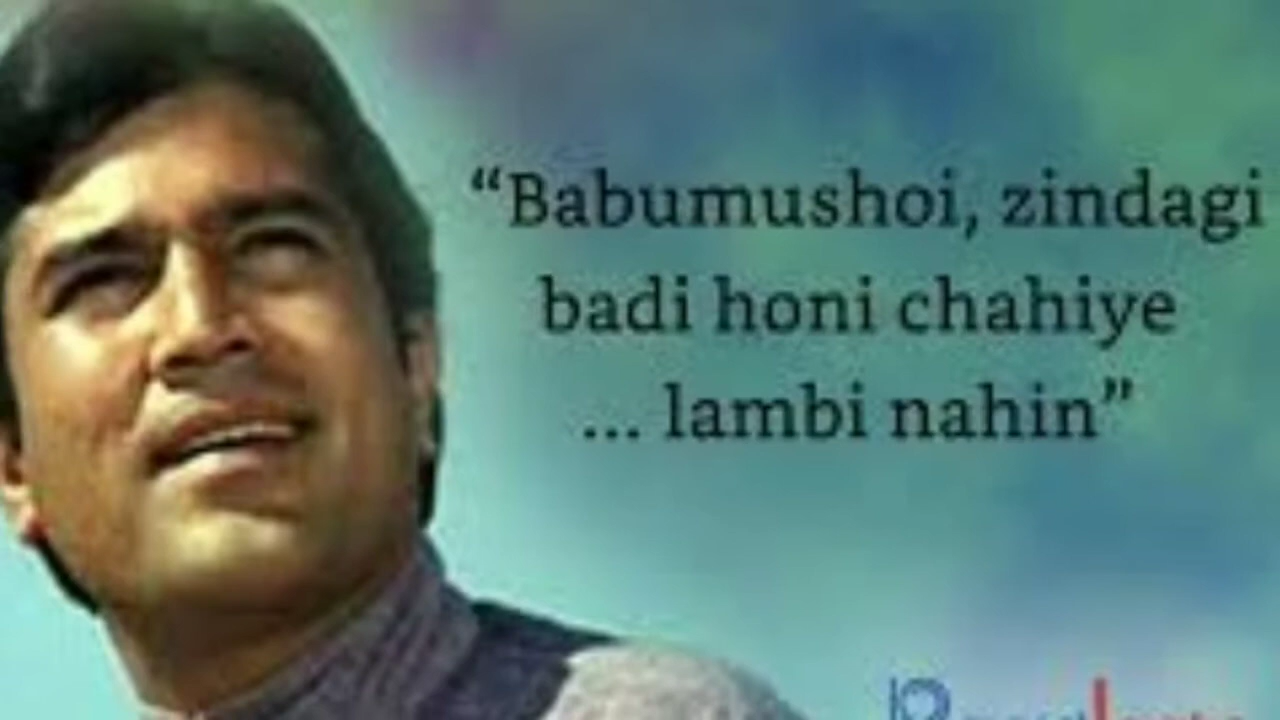 “Babumushoi, zindagi
badi honi chahiye
... lambi nahin”